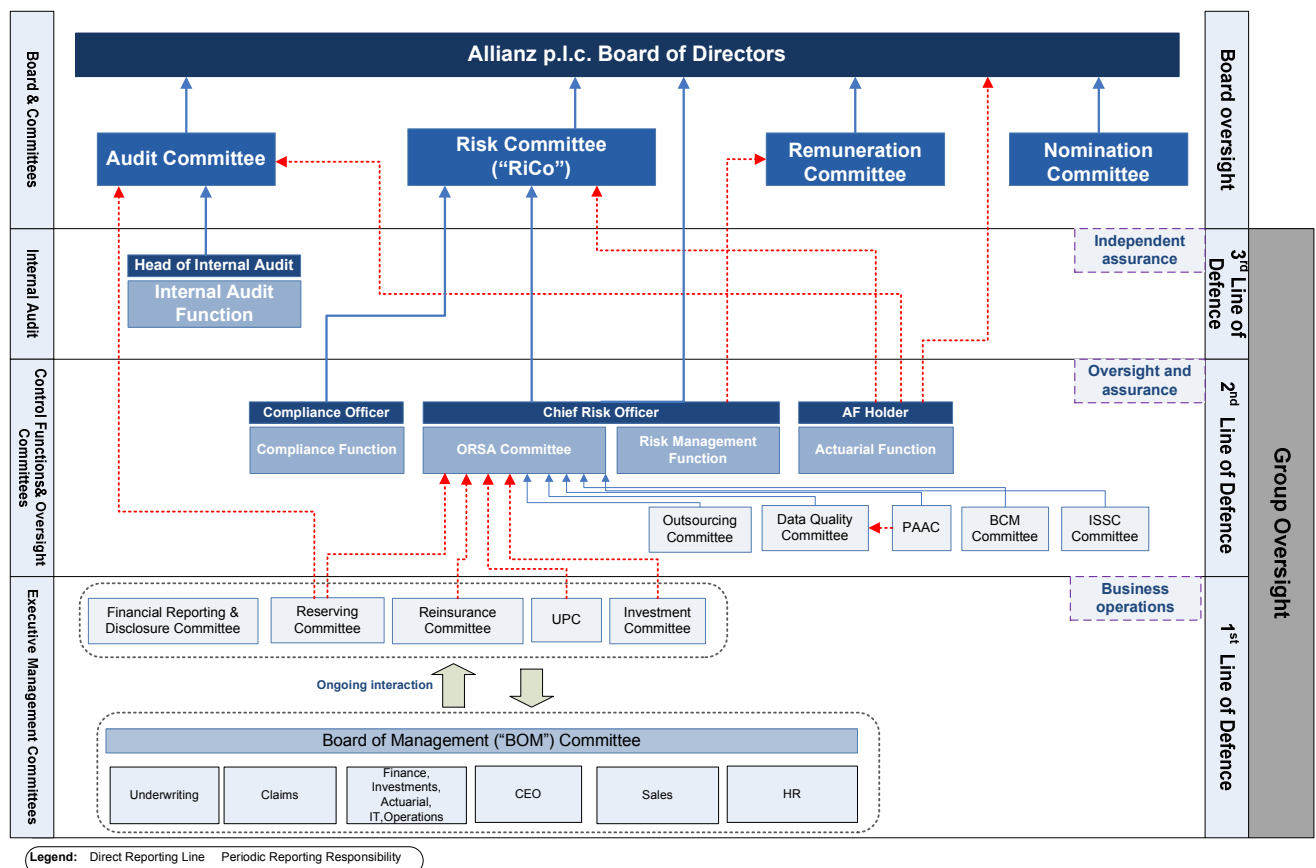 Allianz p.l.c. Board of Directors
Board & Committees
Board oversight
Audit Committee
Risk Committee
("RiCo")
Remuneration
Committee
Nomination
Committee
Internal Audit
Independent
assurance
3rd Line of
Defence
Head of Internal Audit
Internal Audit
Function
Control Functions& Oversight
Committees
Oversight and
assurance
2nd Line of Defence
Group Oversight
Compliance Officer
Compliance Function
Chief Risk Officer
ORSA Committee
Risk Management
Function
AF Holder
Actuarial Function
Outsourcing
Committee
Data Quality
Committee
PAAC
BCM
Committee
ISSC
Committee
Executive Management Committees
Business
operations
1st Line of Defence
Financial Reporting &
Disclosure Committee
Reserving
Committee
Reinsurance
Committee
UPC
Investment
Committee
Ongoing interaction
Board of Management ("BOM") Committee
Underwriting
Claims
Finance,
Investments,
Actuarial,
IT,Operations
CEO
Sales
HR
Legend: Direct Reporting Line Periodic Reporting Responsibility